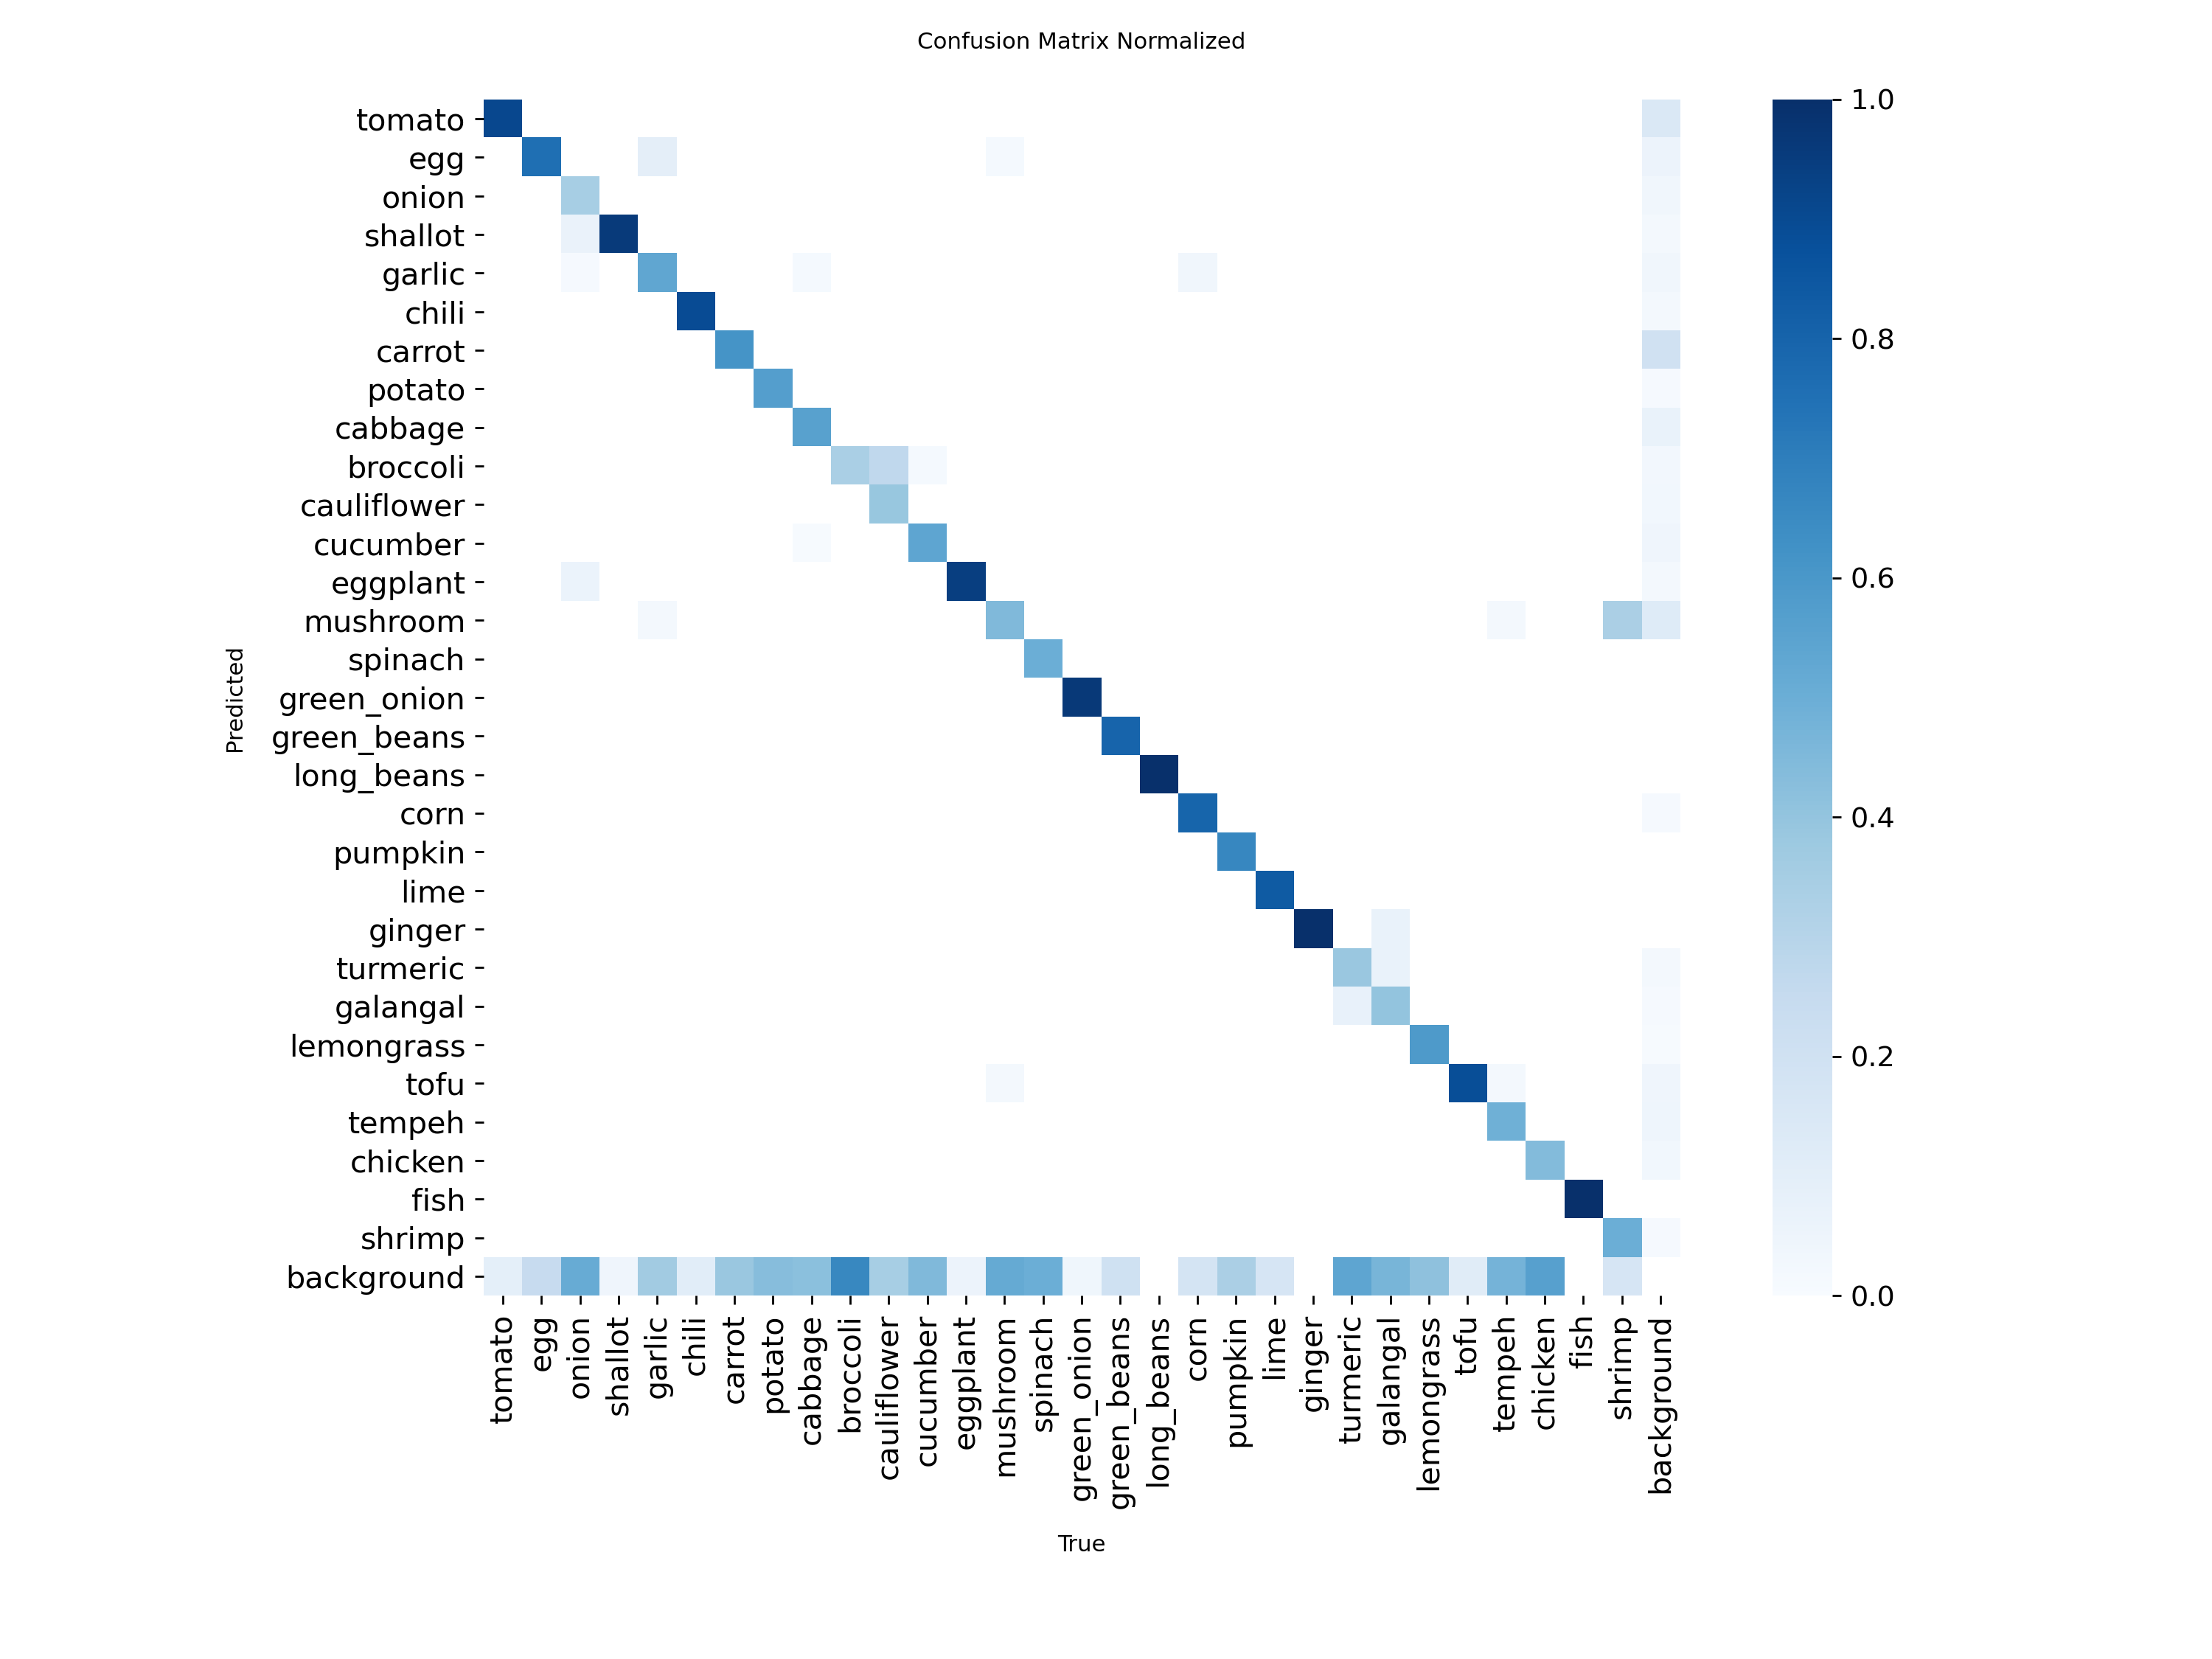 Confusion Matrix Normalized
tomato
egg
onion
shallot
garlic
chili
carrot
potato
cabbage
broccoli
cauliflower
cucumber
eggplant
mushroom
spinach
green_onion
green_beans
long_beans
corn
pumpkin
lime
ginger
turmeric
galangal
lemongrass
tofu
tempeh
chicken
fish
shrimp
background
Predicted
tomato
egg
onion
shallot
garlic
chili
carrot
potato
cabbage
broccoli
cauliflower
cucumber
eggplant
mushroom
spinach
green_onion
green_beans
long_beans
corn
pumpkin
lime
ginger
turmeric
galangal
lemongrass
tofu
tempeh
chicken
fish
shrimp
background
True
1.0
0.8
0.6
0.4
0.2
0.0